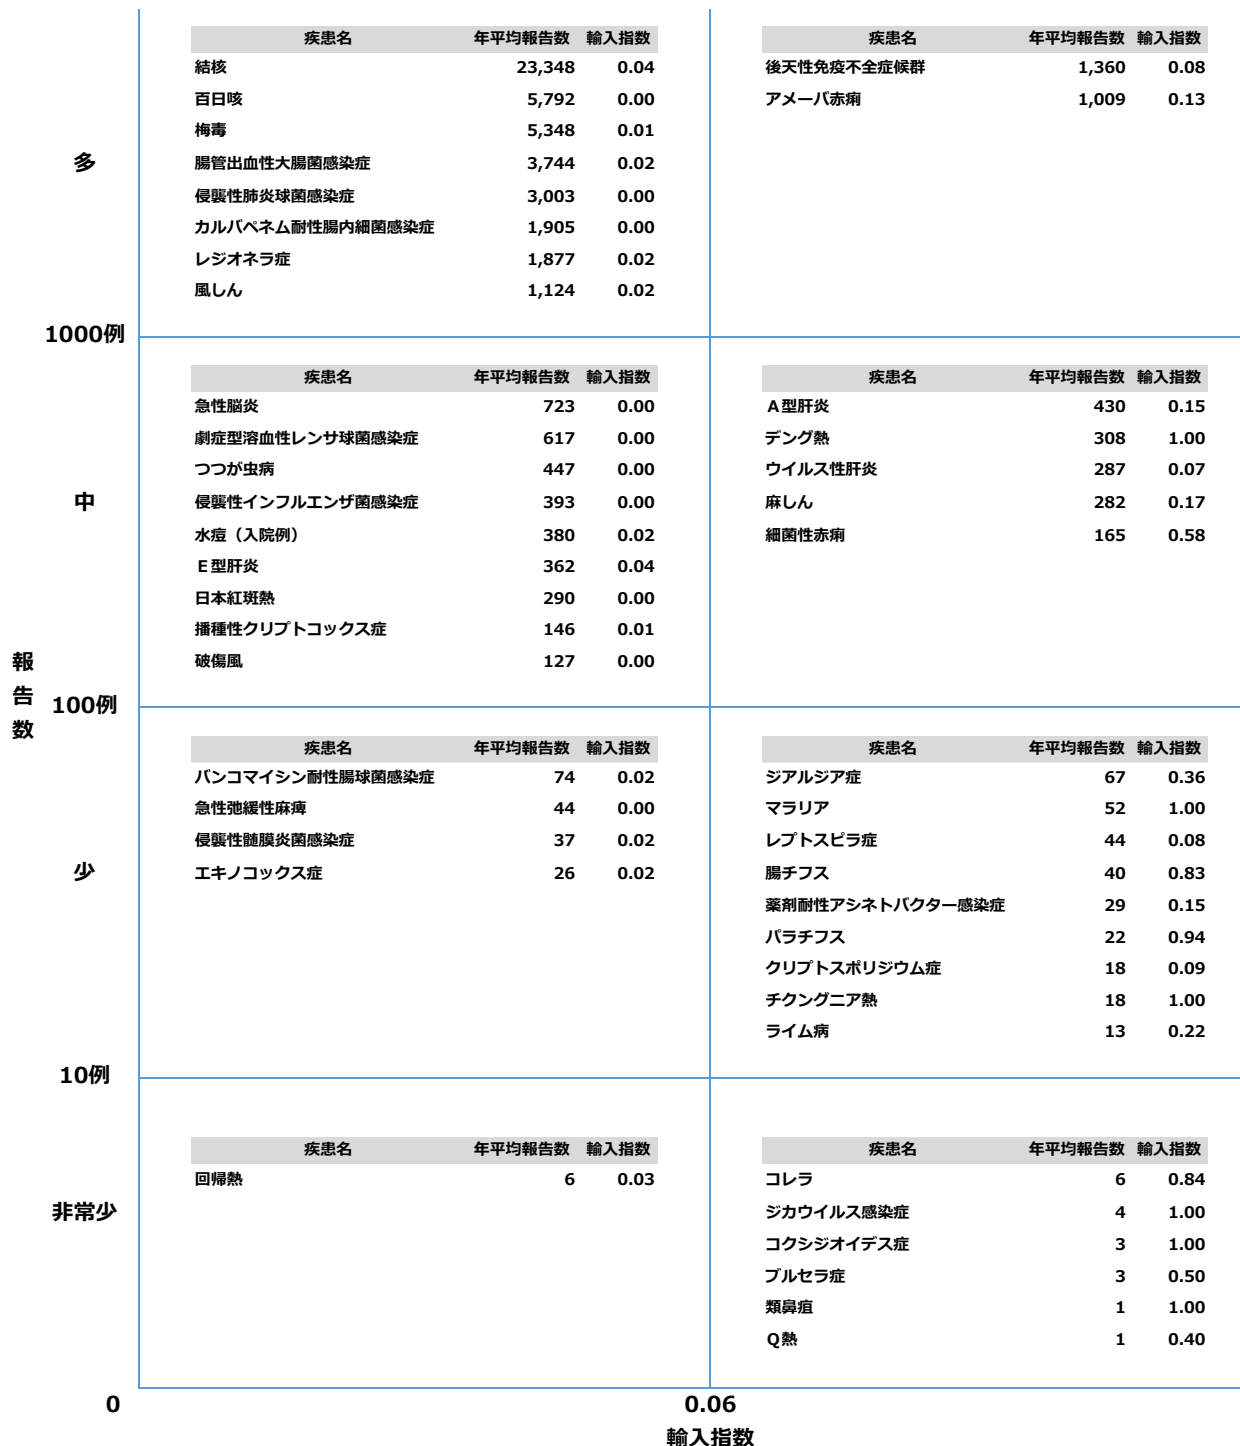 疾患名 年平均報告数 輸入指数
結核 23,348 0.04
百日咳 5,792 0.00
梅毒 5,348 0.01
腸管出血性大腸菌感染症 3,744 0.02
侵襲性肺炎球菌感染症 3,003 0.00
カルバペネム耐性腸内細菌感染症 1,905 0.00
レジオネラ症 1,877 0.02
風しん 1,124 0.02
疾患名 年平均報告数 輸入指数
後天性免疫不全症候群 1,360 0.08
アメーバ赤痢 1,009 0.13
多
1000例
疾患名 年平均報告数 輸入指数
急性脳炎 723 0.00
劇症型溶血性レンサ球菌感染症 617 0.00
つつが虫病 447 0.00
侵襲性インフルエンザ菌感染症 393 0.00
水痘（入院例） 380 0.02
Ｅ型肝炎 362 0.04
日本紅斑熱 290 0.00
播種性クリプトコックス症 146 0.01
破傷風 127 0.00
疾患名 年平均報告数 輸入指数
Ａ型肝炎 430 0.15
デング熱 308 1.00
ウイルス性肝炎 287 0.07
麻しん 282 0.17
細菌性赤痢 165 0.58
中
報告数
100例
疾患名 年平均報告数 輸入指数
バンコマイシン耐性腸球菌感染症 74 0.02
急性弛緩性麻痺 44 0.00
侵襲性髄膜炎菌感染症 37 0.02
エキノコックス症 26 0.02
疾患名 年平均報告数 輸入指数
ジアルジア症 67 0.36
マラリア 52 1.00
レプトスピラ症 44 0.08
腸チフス 40 0.83
薬剤耐性アシネトバクター感染症 29 0.15
パラチフス 22 0.94
クリプトスポリジウム症 18 0.09
チクングニア熱 18 1.00
ライム病 13 0.22
少
10例
疾患名 年平均報告数 輸入指数
回帰熱 6 0.03
疾患名 年平均報告数 輸入指数
コレラ 6 0.84
ジカウイルス感染症 4 1.00
コクシジオイデス症 3 1.00
ブルセラ症 3 0.50
類鼻疽 1 1.00
Ｑ熱 1 0.40
非常少
0 0.06
輸入指数